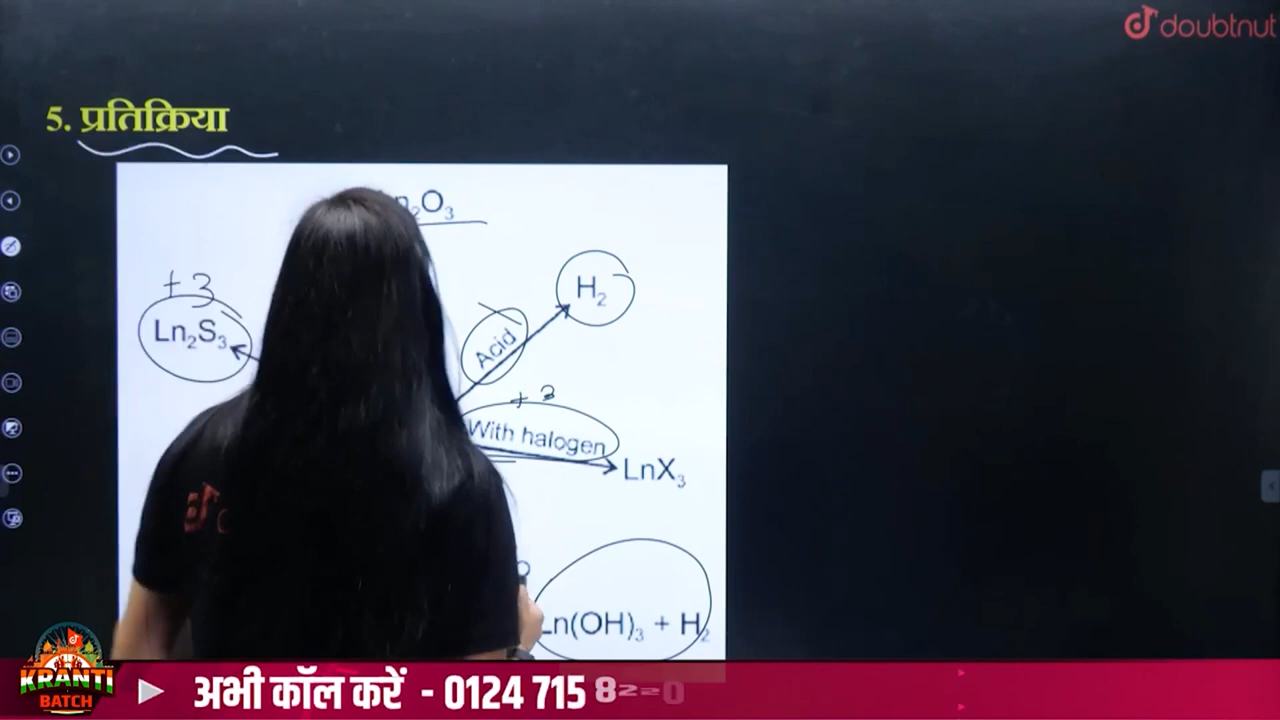 doubtnut
5. प्रतिक्रिया
n₂O₃
+3
Ln₂S₃
H₂
Acid
+3
With halogen
LnX₃
Ln(OH)₃ + H₂
KRANTI
BATCH
अभी कॉल करें - 0124 715